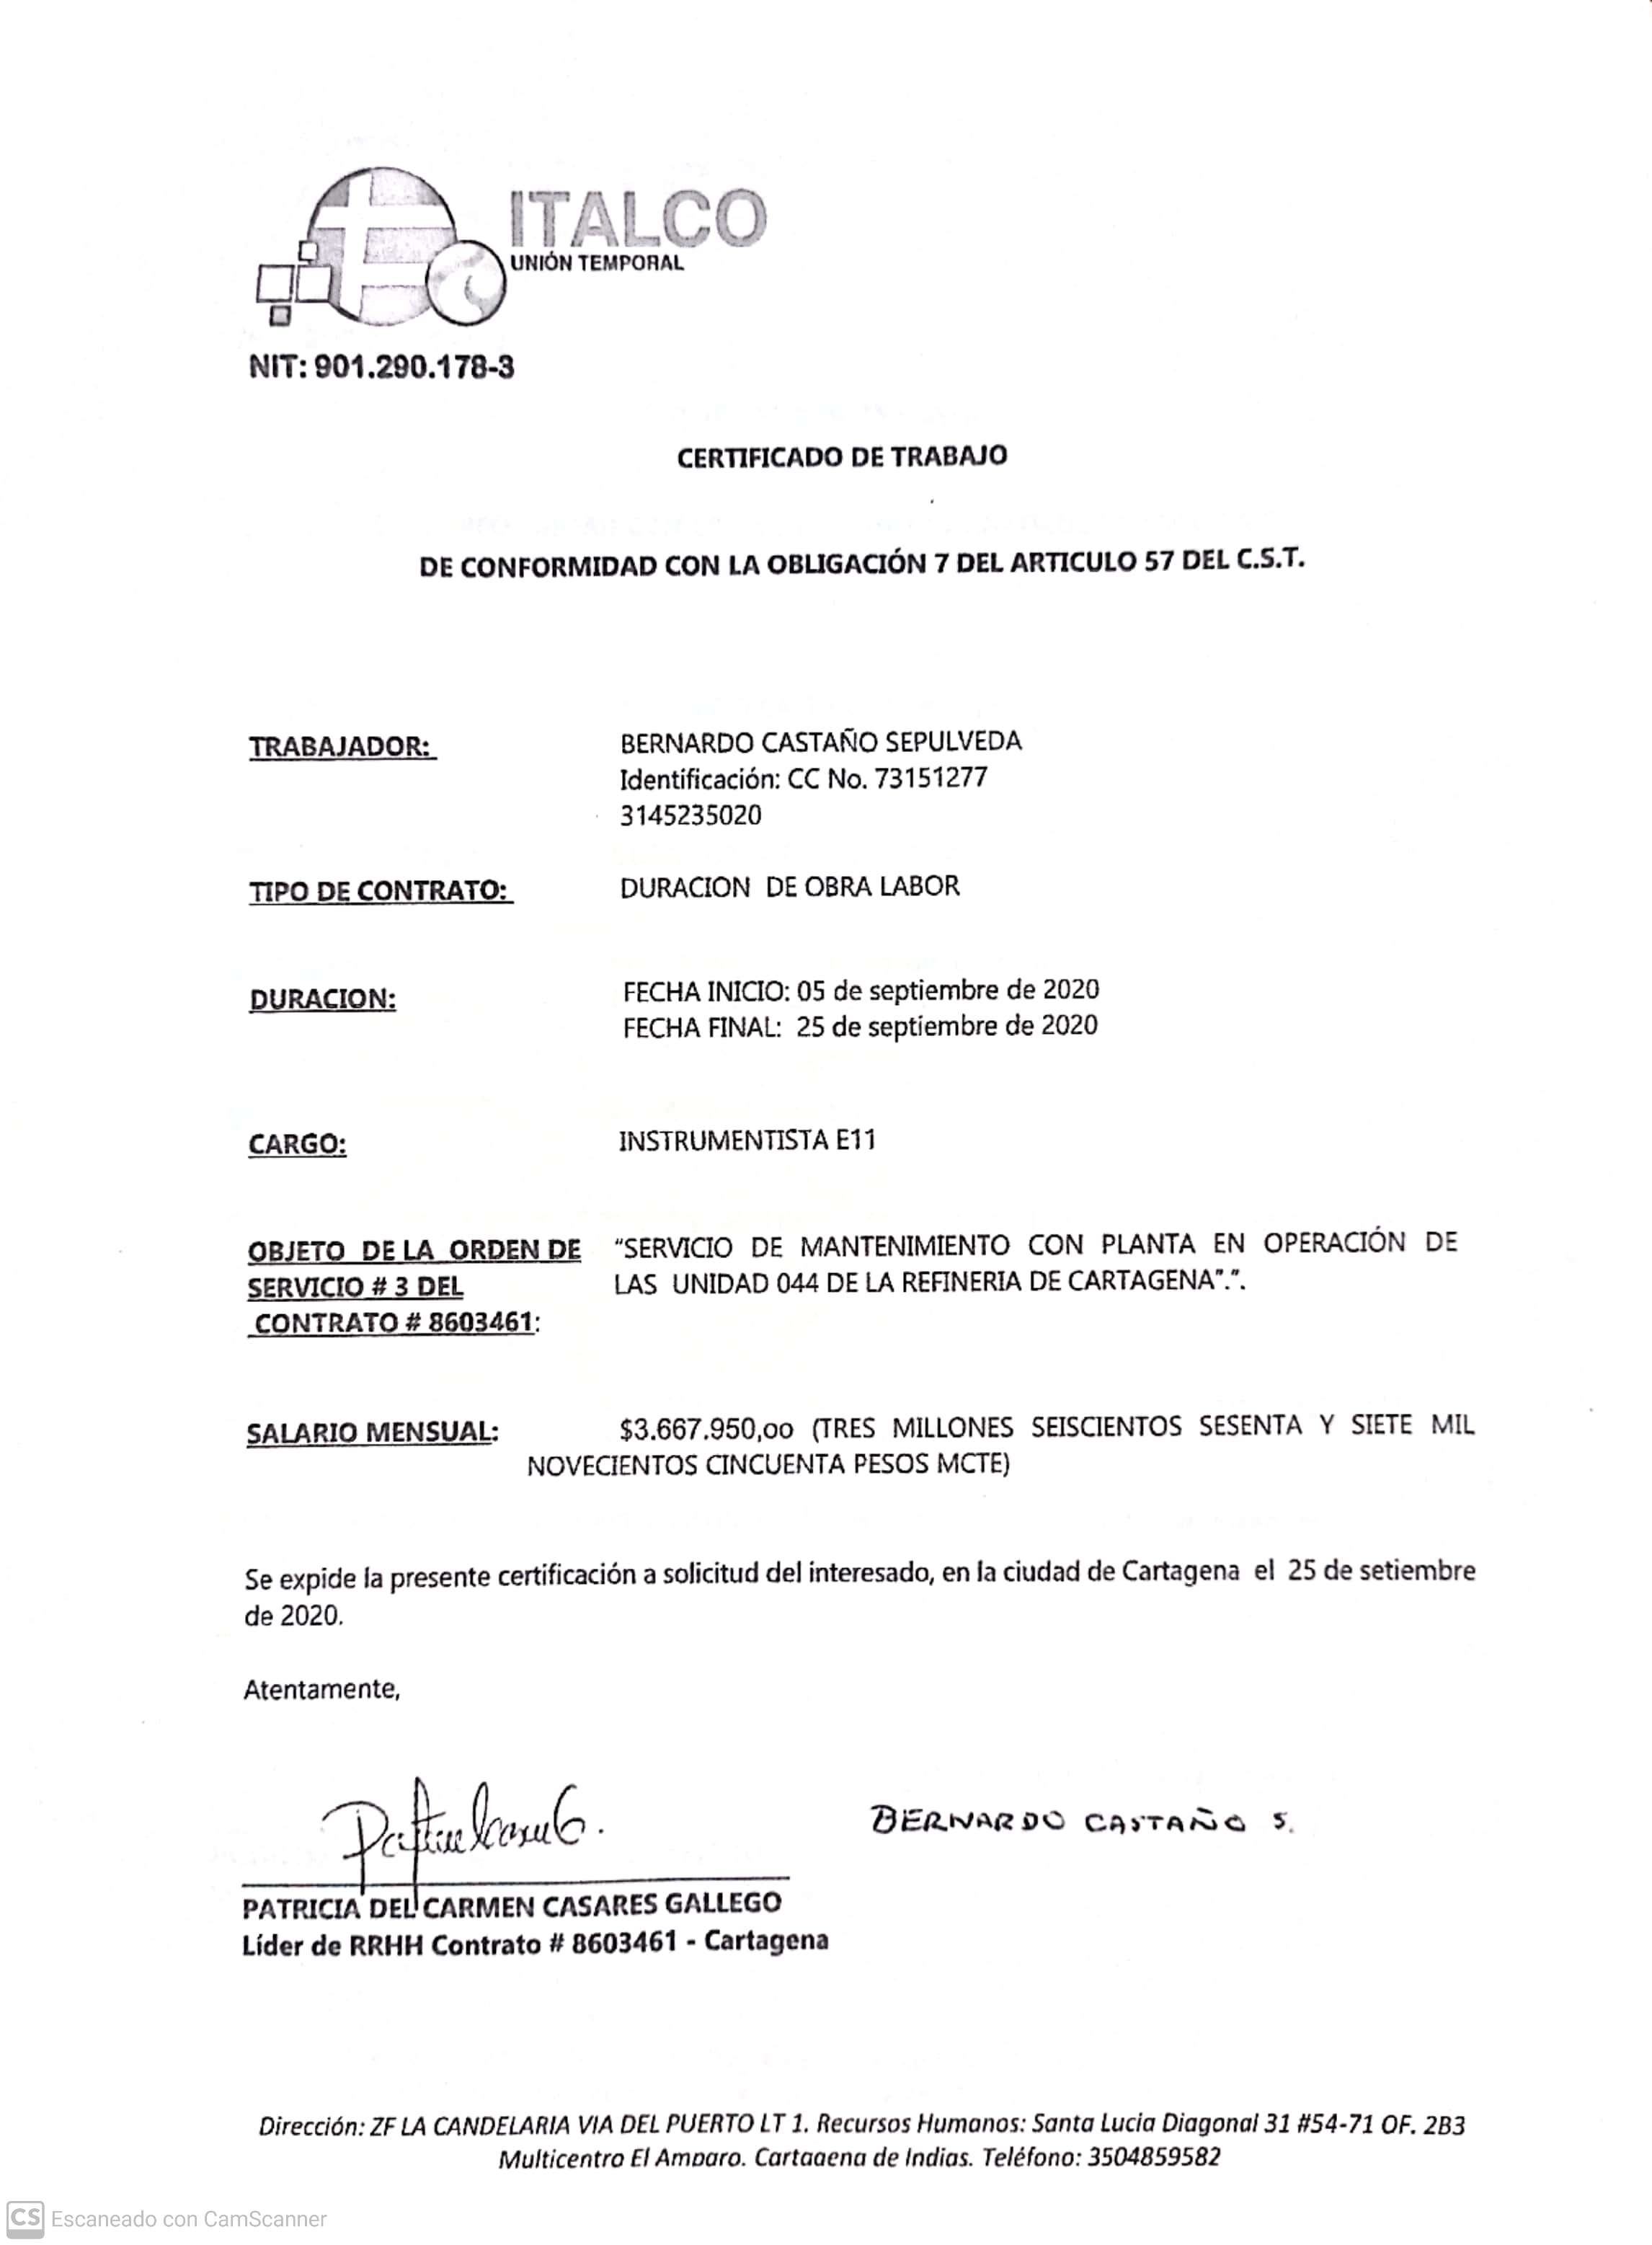 ITALCO
UNIÓN TEMPORAL
NIT: 901.290.178-3
CERTIFICADO DE TRABAJO
DE CONFORMIDAD CON LA OBLIGACIÓN 7 DEL ARTICULO 57 DEL C.S.T.
TRABAJADOR: BERNARDO CASTAÑO SEPULVEDA
Identificación: CC No. 73151277
3145235020
TIPO DE CONTRATO: DURACION DE OBRA LABOR
DURACION: FECHA INICIO: 05 de septiembre de 2020
FECHA FINAL: 25 de septiembre de 2020
CARGO: INSTRUMENTISTA E11
OBJETO DE LA ORDEN DE "SERVICIO DE MANTENIMIENTO CON PLANTA EN OPERACIÓN DE
SERVICIO # 3 DEL LAS UNIDAD 044 DE LA REFINERIA DE CARTAGENA".".
CONTRATO # 8603461:
SALARIO MENSUAL: $3.667.950,oo (TRES MILLONES SEISCIENTOS SESENTA Y SIETE MIL
NOVECIENTOS CINCUENTA PESOS MCTE)
Se expide la presente certificación a solicitud del interesado, en la ciudad de Cartagena el 25 de setiembre
de 2020.
Atentamente,
BERNARDO CASTAÑO S.
PATRICIA DEL CARMEN CASARES GALLEGO
Líder de RRHH Contrato # 8603461 - Cartagena
Dirección: ZF LA CANDELARIA VIA DEL PUERTO LT 1. Recursos Humanos: Santa Lucia Diagonal 31 #54-71 OF. 2B3
Multicentro El Amparo. Cartagena de Indias. Teléfono: 3504859582
CS Escaneado con CamScanner